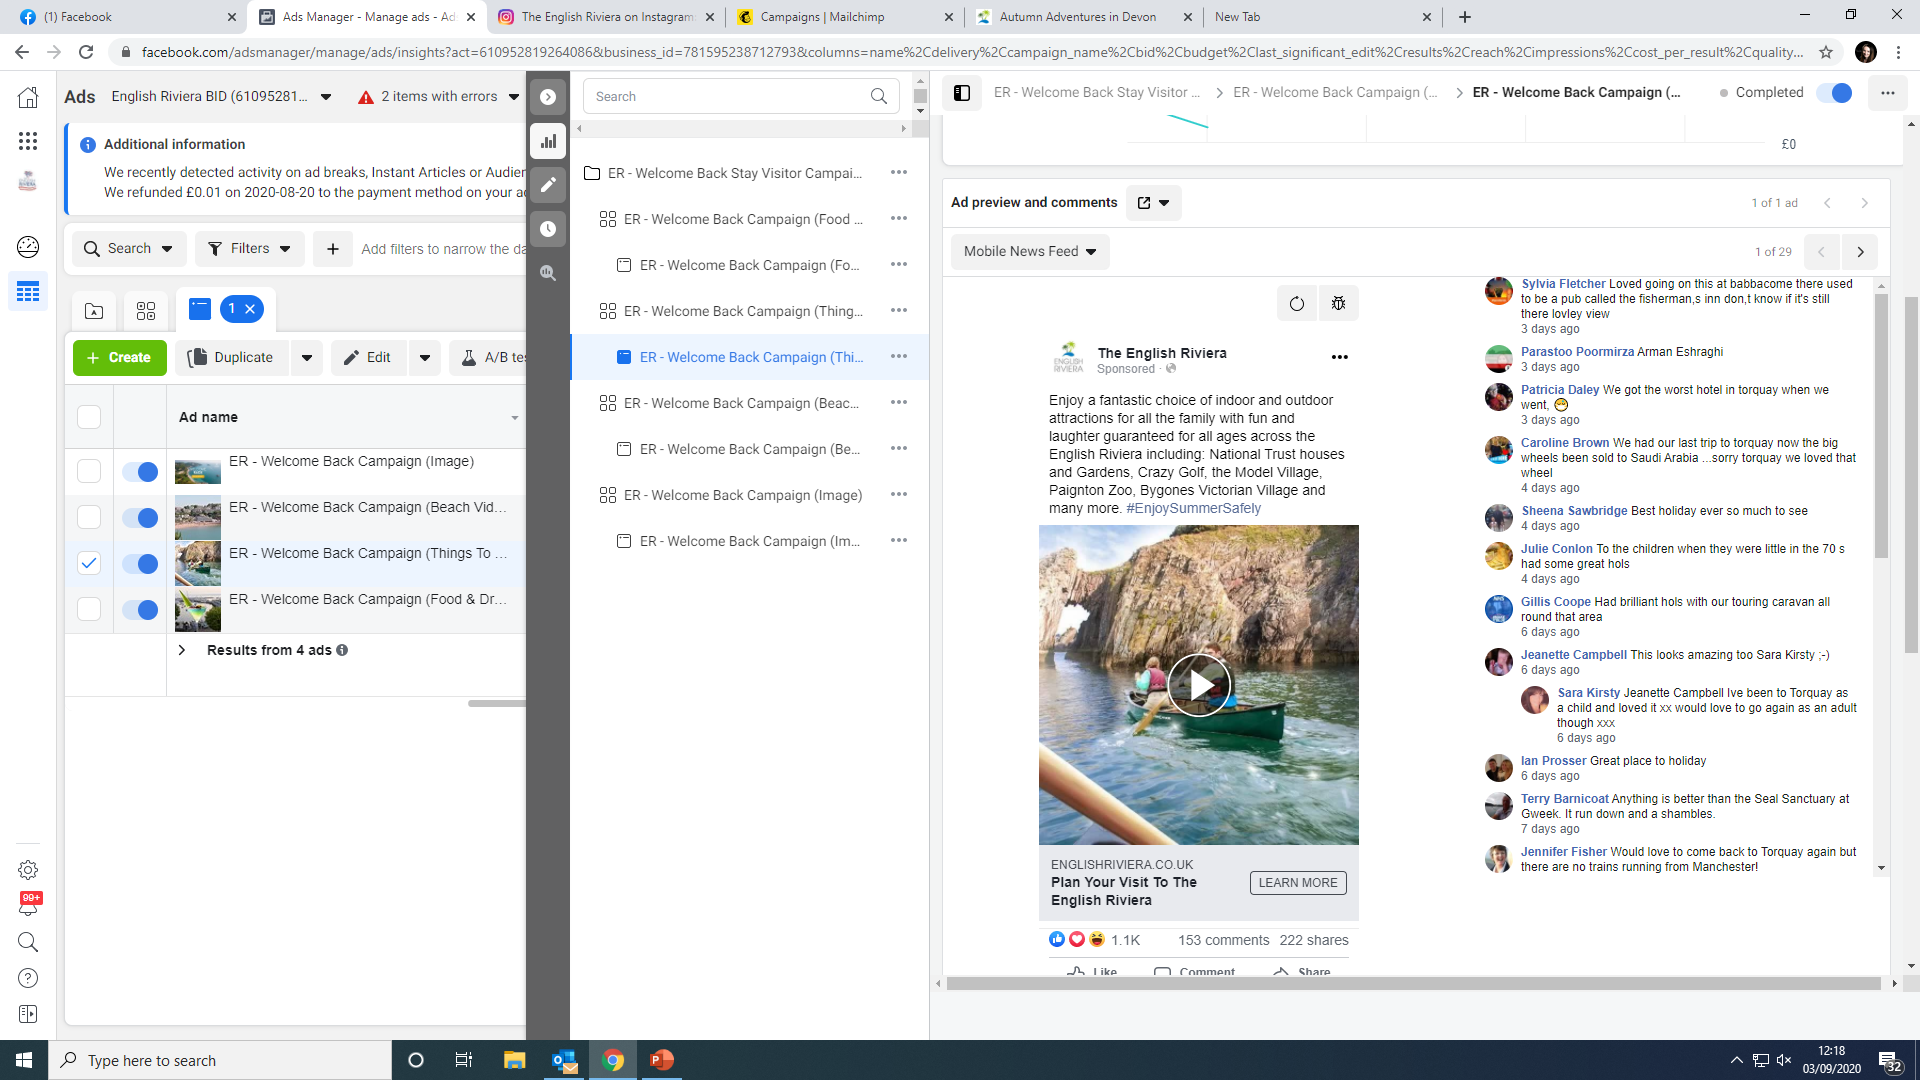 (1) Facebook
Ads Manager - Manage ads - Ad
The English Riviera on Instagram
Campaigns | Mailchimp
Autumn Adventures in Devon
New Tab
facebook.com/adsmanager/manage/ads/insights?act=610952819264086&business_id=781595238712793&columns=name%2Cdelivery%2Ccampaign_name%2Cbid%2Cbudget%2Clast_significant_edit%2Cresults%2Creach%2Cimpressions%2Ccost_per_result%2Cquality...
Ads
English Riviera BID (61095281...
2 items with errors
Additional information
We recently detected activity on ad breaks, Instant Articles or Audien
We refunded £0.01 on 2020-08-20 to the payment method on your ad
Search
Filters
Add filters to narrow the da
1
Create
Duplicate
Edit
A/B tes
Ad name
ER - Welcome Back Campaign (Image)
ER - Welcome Back Campaign (Beach Vid...
ER - Welcome Back Campaign (Things To ...
ER - Welcome Back Campaign (Food & Dr...
Results from 4 ads
99+
Search
ER - Welcome Back Stay Visitor Campai...
ER - Welcome Back Campaign (Food ...
ER - Welcome Back Campaign (Fo...
ER - Welcome Back Campaign (Thing...
ER - Welcome Back Campaign (Thi...
ER - Welcome Back Campaign (Beac...
ER - Welcome Back Campaign (Be...
ER - Welcome Back Campaign (Image)
ER - Welcome Back Campaign (Im...
ER - Welcome Back Stay Visitor ...
ER - Welcome Back Campaign (...
ER - Welcome Back Campaign (...
Completed
£0
Ad preview and comments
1 of 1 ad
Mobile News Feed
1 of 29
ENGLISH
RIVIERA
The English Riviera
Sponsored ·
Enjoy a fantastic choice of indoor and outdoor
attractions for all the family with fun and
laughter guaranteed for all ages across the
English Riviera including: National Trust houses
and Gardens, Crazy Golf, the Model Village,
Paignton Zoo, Bygones Victorian Village and
many more. #EnjoySummerSafely
ENGLISHRIVIERA.CO.UK
Plan Your Visit To The
English Riviera
LEARN MORE
1.1K
153 comments
222 shares
Like
Comment
Share
Sylvia Fletcher Loved going on this at babbacome there used
to be a pub called the fisherman,s inn don,t know if it's still
there lovley view
3 days ago
Parastoo Poormirza Arman Eshraghi
3 days ago
Patricia Daley We got the worst hotel in torquay when we
went, 😁
3 days ago
Caroline Brown We had our last trip to torquay now the big
wheels been sold to Saudi Arabia ...sorry torquay we loved that
wheel
4 days ago
Sheena Sawbridge Best holiday ever so much to see
4 days ago
Julie Conlon To the children when they were little in the 70 s
had some great hols
4 days ago
Gillis Coope Had brilliant hols with our touring caravan all
round that area
6 days ago
Jeanette Campbell This looks amazing too Sara Kirsty ;-)
6 days ago
Sara Kirsty Jeanette Campbell Ive been to Torquay as
a child and loved it xx would love to go again as an adult
though xxx
6 days ago
Ian Prosser Great place to holiday
6 days ago
Terry Barnicoat Anything is better than the Seal Sanctuary at
Gweek. It run down and a shambles.
7 days ago
Jennifer Fisher Would love to come back to Torquay again but
there are no trains running from Manchester!
Type here to search
12:18
03/09/2020
32